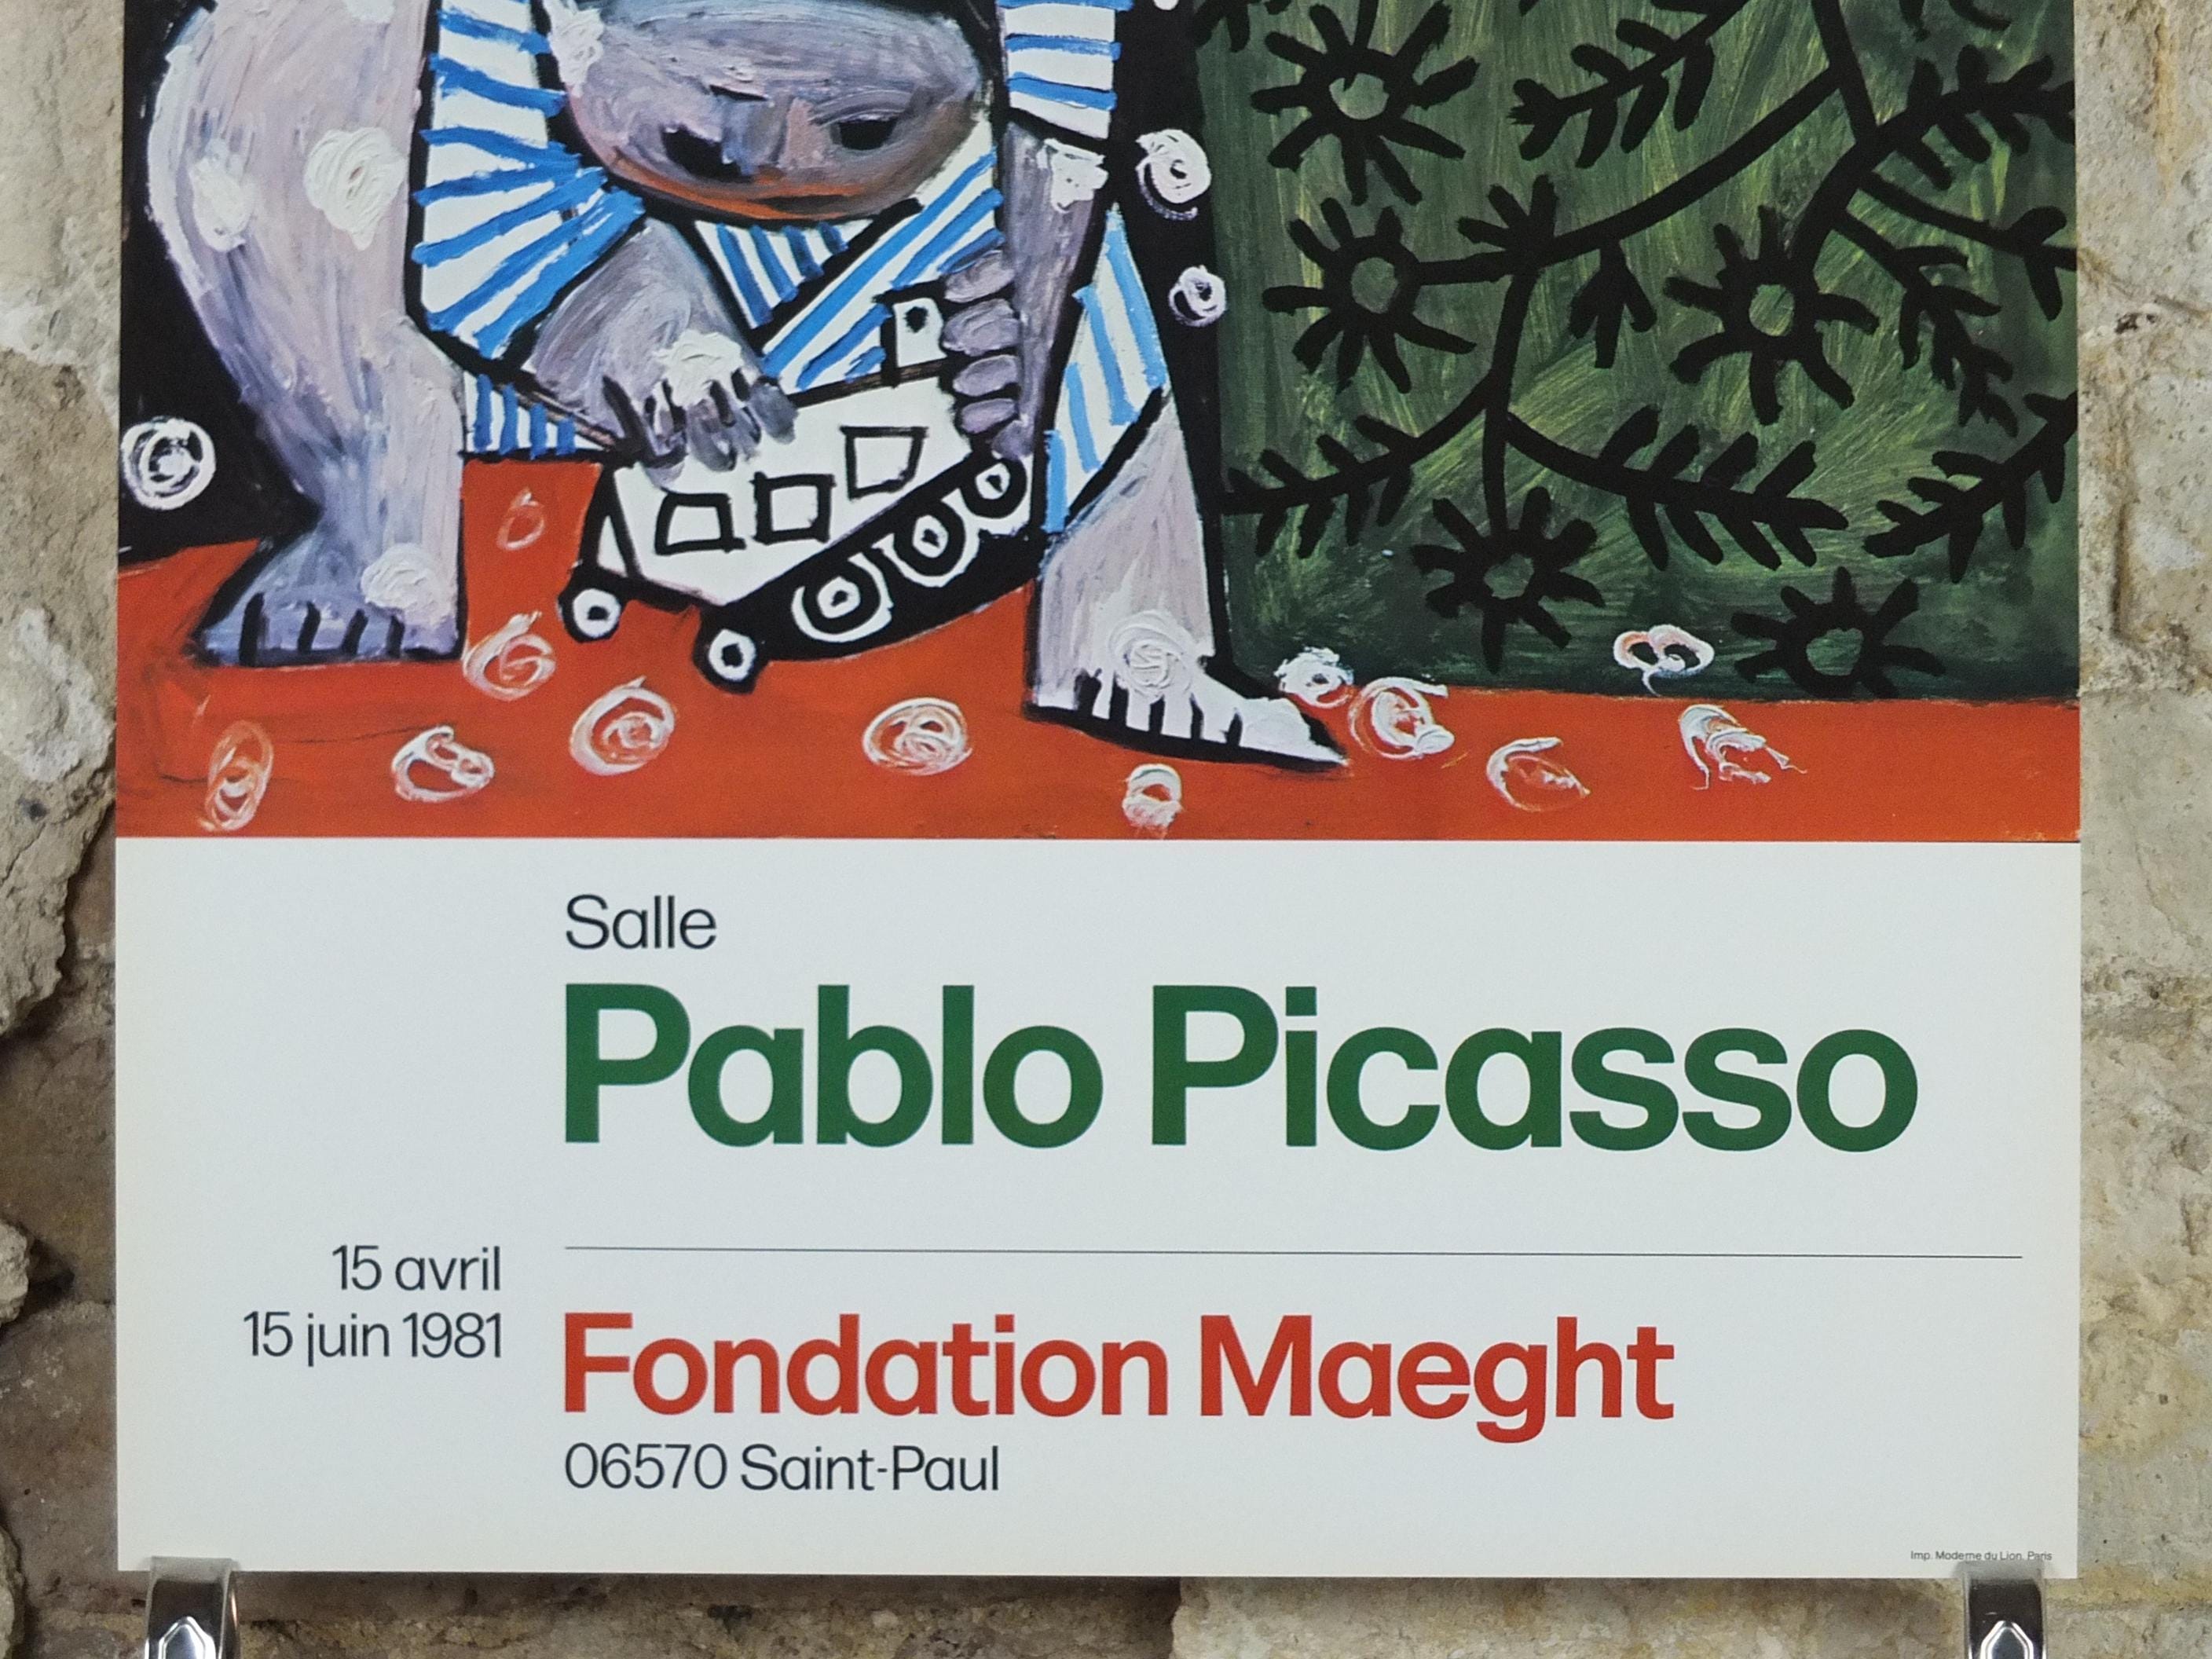 Salle
Pablo Picasso
15 avril
15 juin 1981
Fondation Maeght
06570 Saint-Paul
Imp. Moderne du Lion. Paris